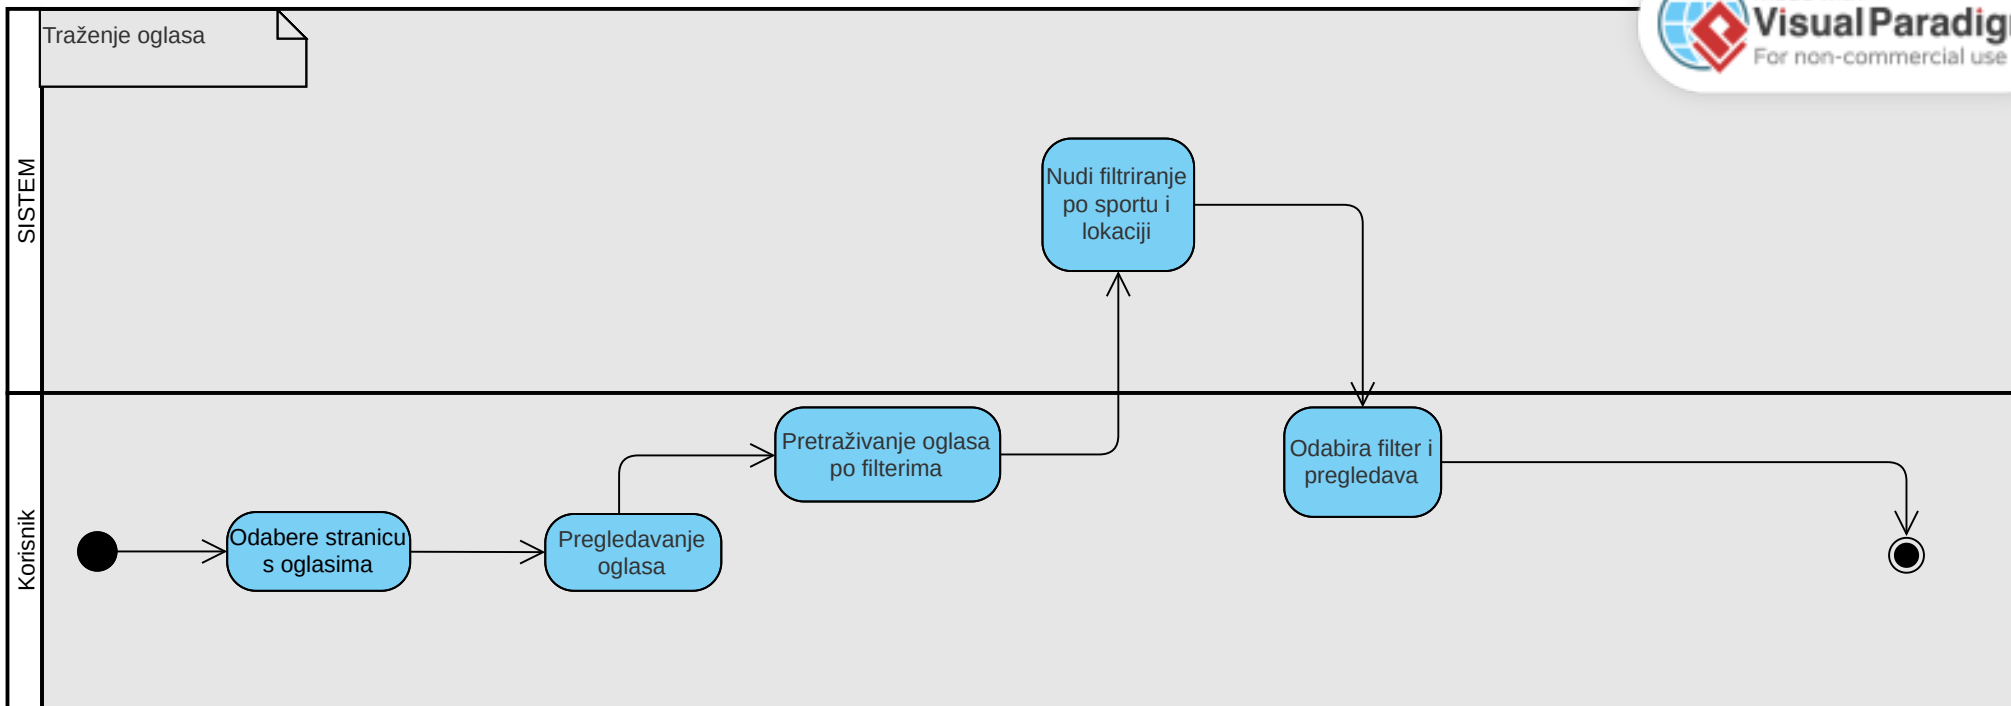 Traženje oglasa
Visual Paradig
For non-commercial use
SISTEM
Nudi filtriranje
po sportu i
lokaciji
Korisnik
Odabere stranicu
s oglasima
Pregledavanje
oglasa
Pretraživanje oglasa
po filterima
Odabira filter i
pregledava